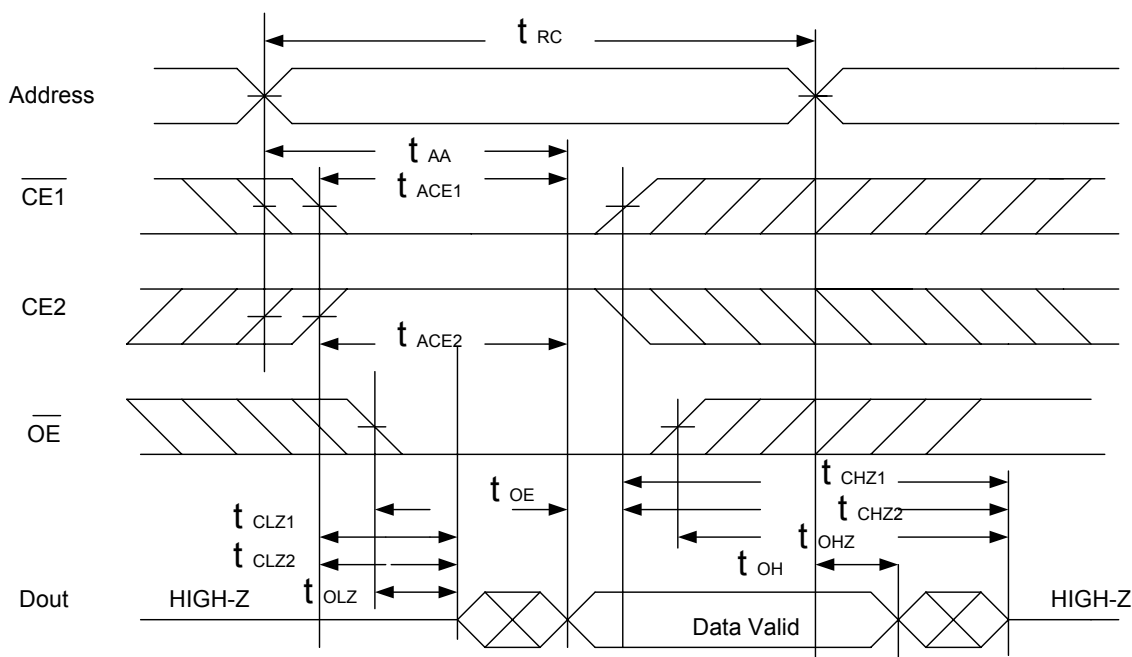 t RC
Address
t AA
CE1
t ACE1
CE2
t ACE2
OE
t CHZ1
t OE
t CLZ1
t CHZ2
t CLZ2
t OHZ
t OH
t OLZ
Dout
HIGH-Z
Data Valid
HIGH-Z